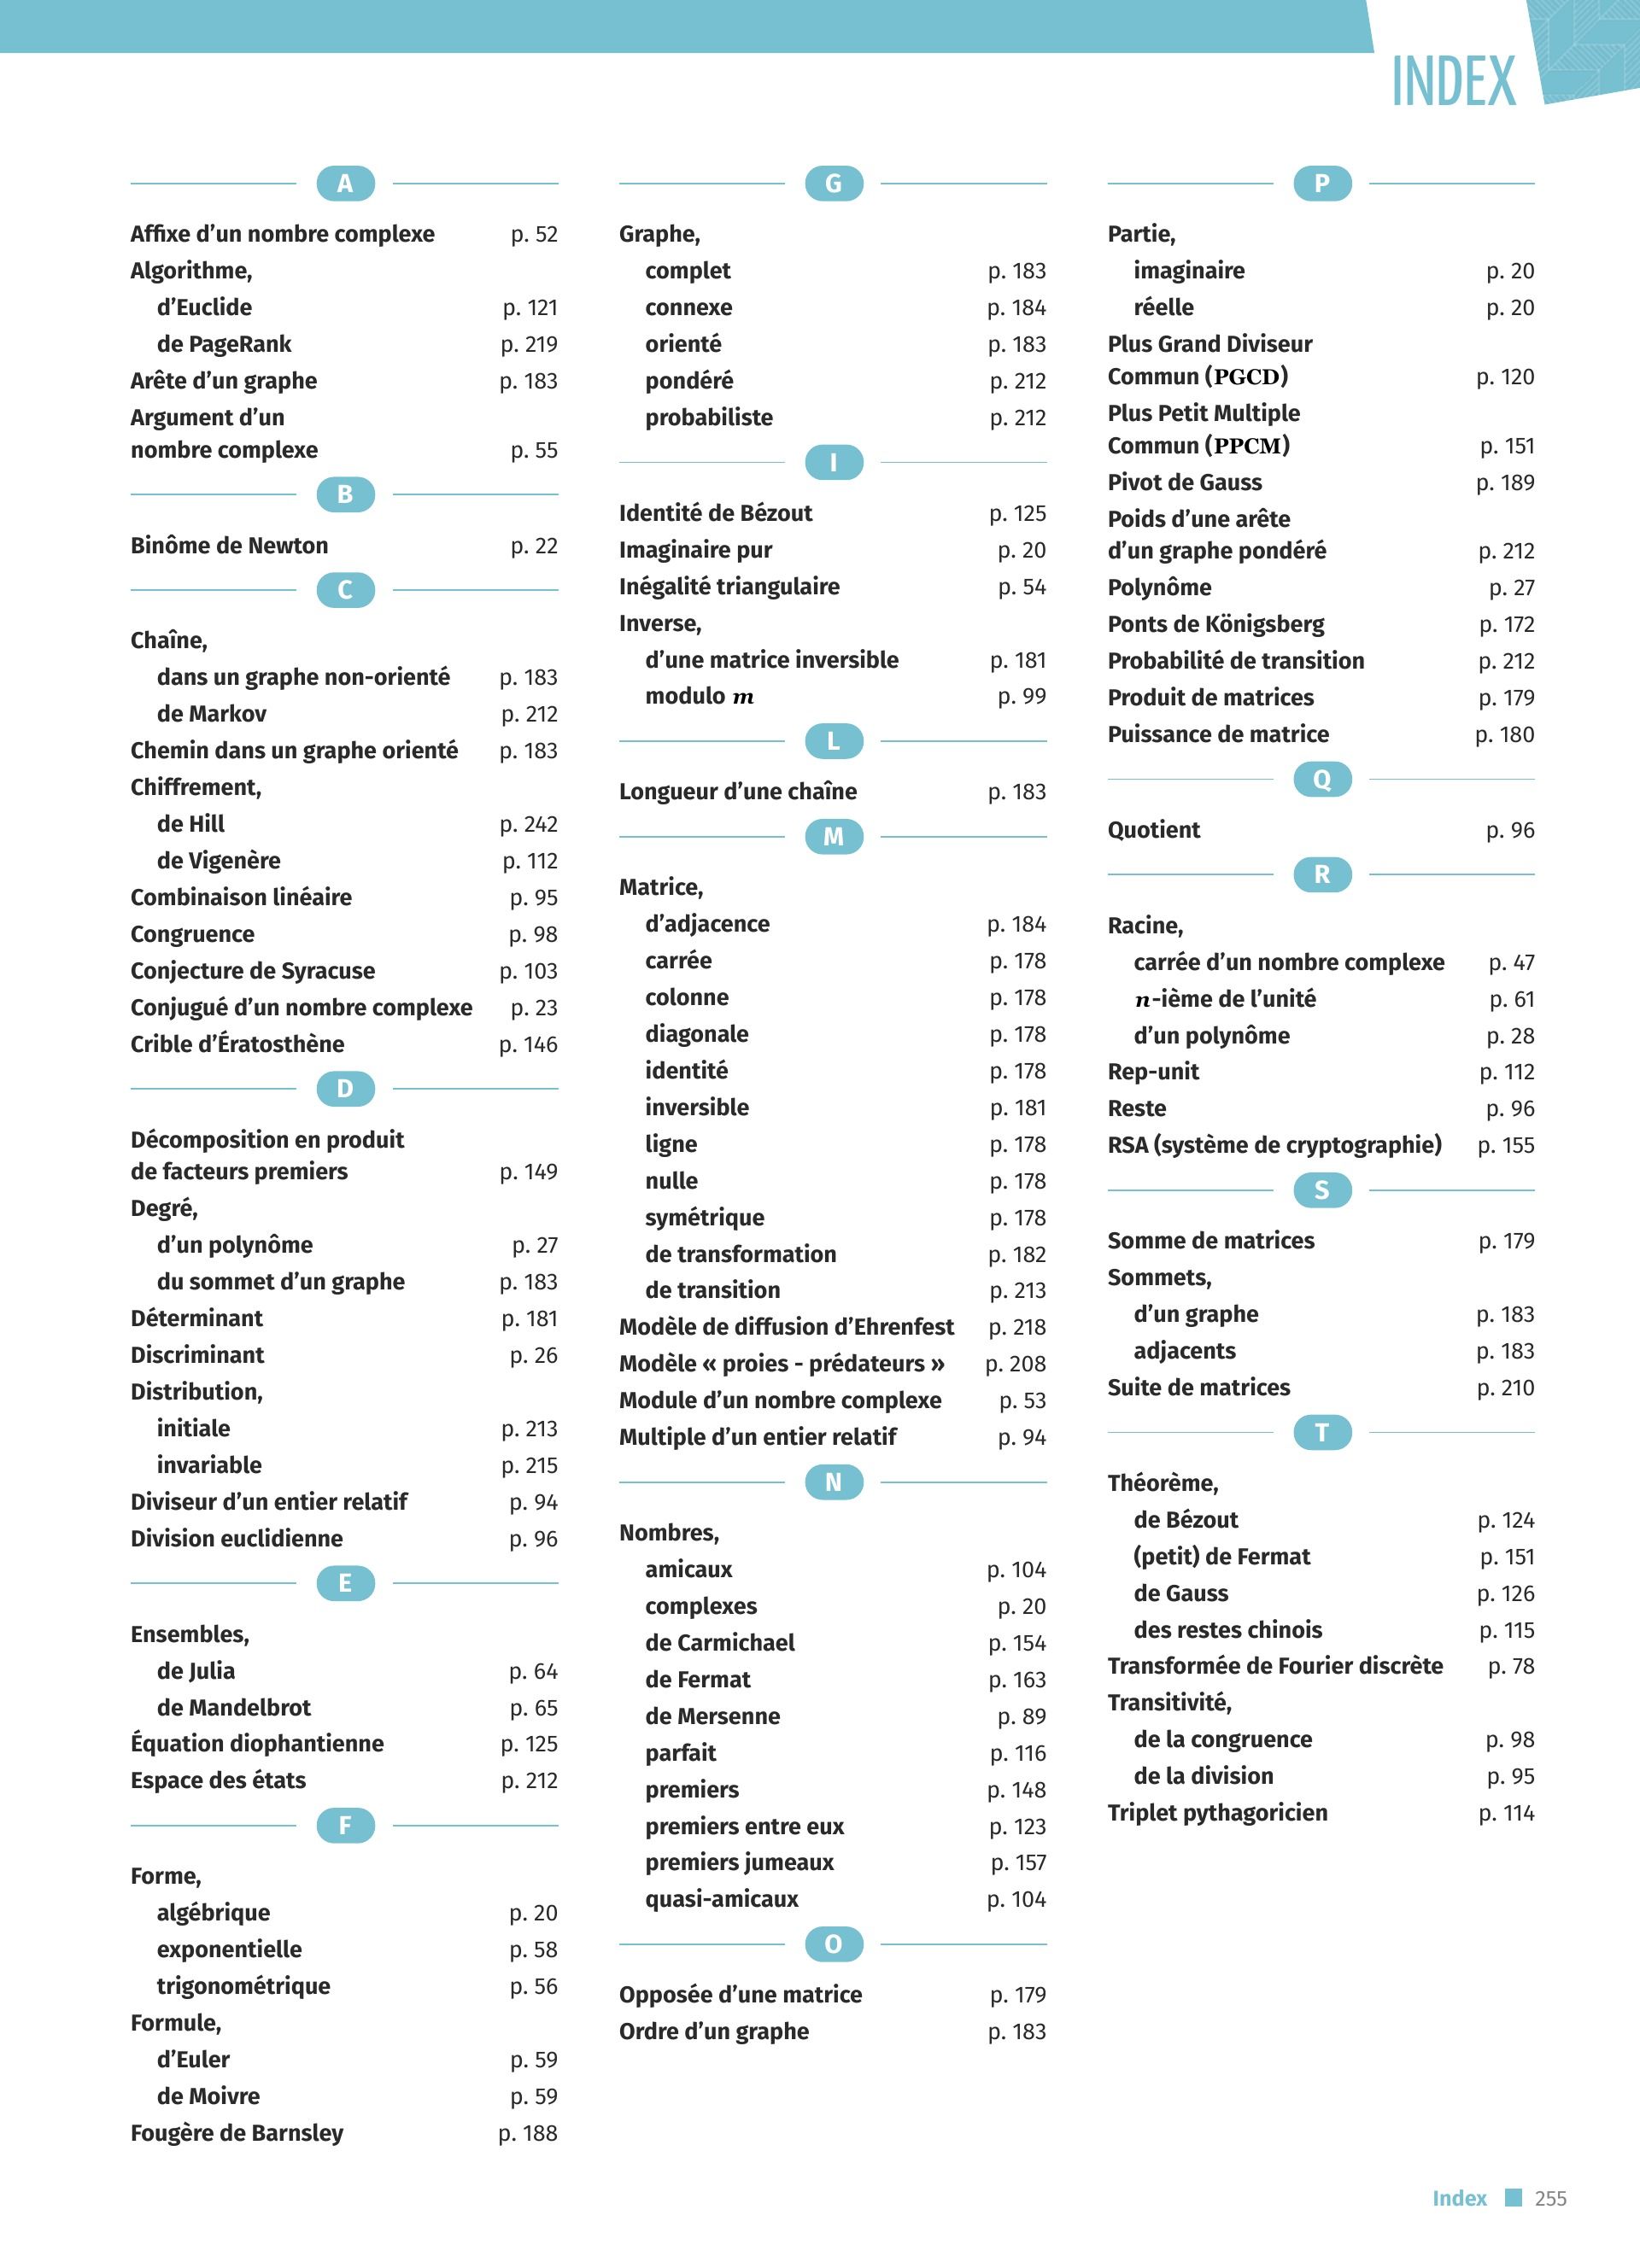 INDEX
A
Affixe d’un nombre complexe p. 52
Algorithme,
d’Euclide p. 121
de PageRank p. 219
Arête d’un graphe p. 183
Argument d’un
nombre complexe p. 55
B
Binôme de Newton p. 22
C
Chaîne,
dans un graphe non-orienté p. 183
de Markov p. 212
Chemin dans un graphe orienté p. 183
Chiffrement,
de Hill p. 242
de Vigenère p. 112
Combinaison linéaire p. 95
Congruence p. 98
Conjecture de Syracuse p. 103
Conjugué d’un nombre complexe p. 23
Crible d’Ératosthène p. 146
D
Décomposition en produit
de facteurs premiers p. 149
Degré,
d’un polynôme p. 27
du sommet d’un graphe p. 183
Déterminant p. 181
Discriminant p. 26
Distribution,
initiale p. 213
invariable p. 215
Diviseur d’un entier relatif p. 94
Division euclidienne p. 96
E
Ensembles,
de Julia p. 64
de Mandelbrot p. 65
Équation diophantienne p. 125
Espace des états p. 212
F
Forme,
algébrique p. 20
exponentielle p. 58
trigonométrique p. 56
Formule,
d’Euler p. 59
de Moivre p. 59
Fougère de Barnsley p. 188
G
Graphe,
complet p. 183
connexe p. 184
orienté p. 183
pondéré p. 212
probabiliste p. 212
I
Identité de Bézout p. 125
Imaginaire pur p. 20
Inégalité triangulaire p. 54
Inverse,
d’une matrice inversible p. 181
modulo m p. 99
L
Longueur d’une chaîne p. 183
M
Matrice,
d’adjacence p. 184
carrée p. 178
colonne p. 178
diagonale p. 178
identité p. 178
inversible p. 181
ligne p. 178
nulle p. 178
symétrique p. 178
de transformation p. 182
de transition p. 213
Modèle de diffusion d’Ehrenfest p. 218
Modèle « proies - prédateurs » p. 208
Module d’un nombre complexe p. 53
Multiple d’un entier relatif p. 94
N
Nombres,
amicaux p. 104
complexes p. 20
de Carmichael p. 154
de Fermat p. 163
de Mersenne p. 89
parfait p. 116
premiers p. 148
premiers entre eux p. 123
premiers jumeaux p. 157
quasi-amicaux p. 104
O
Opposée d’une matrice p. 179
Ordre d’un graphe p. 183
P
Partie,
imaginaire p. 20
réelle p. 20
Plus Grand Diviseur
Commun (PGCD) p. 120
Plus Petit Multiple
Commun (PPCM) p. 151
Pivot de Gauss p. 189
Poids d’une arête
d’un graphe pondéré p. 212
Polynôme p. 27
Ponts de Königsberg p. 172
Probabilité de transition p. 212
Produit de matrices p. 179
Puissance de matrice p. 180
Q
Quotient p. 96
R
Racine,
carrée d’un nombre complexe p. 47
n-ième de l’unité p. 61
d’un polynôme p. 28
Rep-unit p. 112
Reste p. 96
RSA (système de cryptographie) p. 155
S
Somme de matrices p. 179
Sommets,
d’un graphe p. 183
adjacents p. 183
Suite de matrices p. 210
T
Théorème,
de Bézout p. 124
(petit) de Fermat p. 151
de Gauss p. 126
des restes chinois p. 115
Transformée de Fourier discrète p. 78
Transitivité,
de la congruence p. 98
de la division p. 95
Triplet pythagoricien p. 114
Index 255